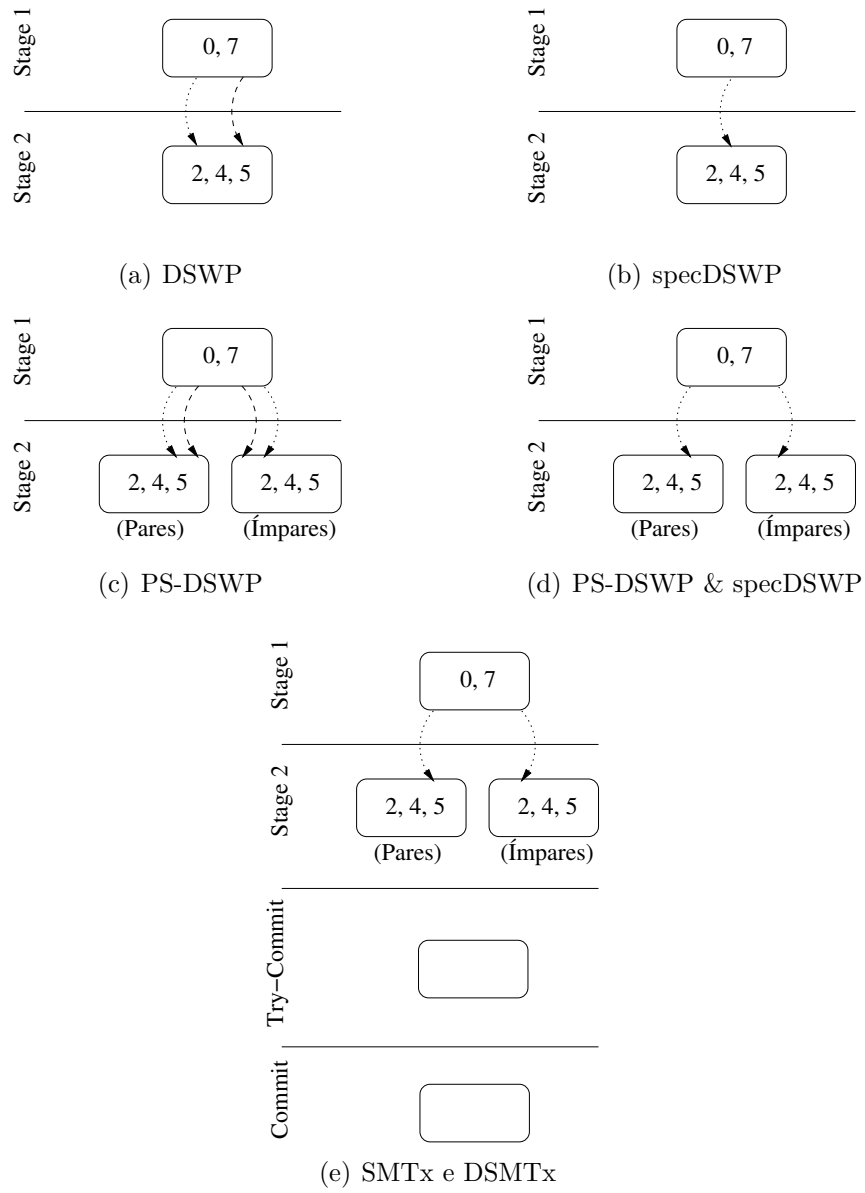 Stage 1
0, 7
Stage 2
2, 4, 5
(a) DSWP
Stage 1
0, 7
Stage 2
2, 4, 5
(b) specDSWP
Stage 1
0, 7
Stage 2
2, 4, 5
2, 4, 5
(Pares)
(Ímpares)
(c) PS-DSWP
Stage 1
0, 7
Stage 2
2, 4, 5
2, 4, 5
(Pares)
(Ímpares)
(d) PS-DSWP & specDSWP
Stage 1
0, 7
Stage 2
2, 4, 5
2, 4, 5
(Pares)
(Ímpares)
Try−Commit
Commit
(e) SMTx e DSMTx